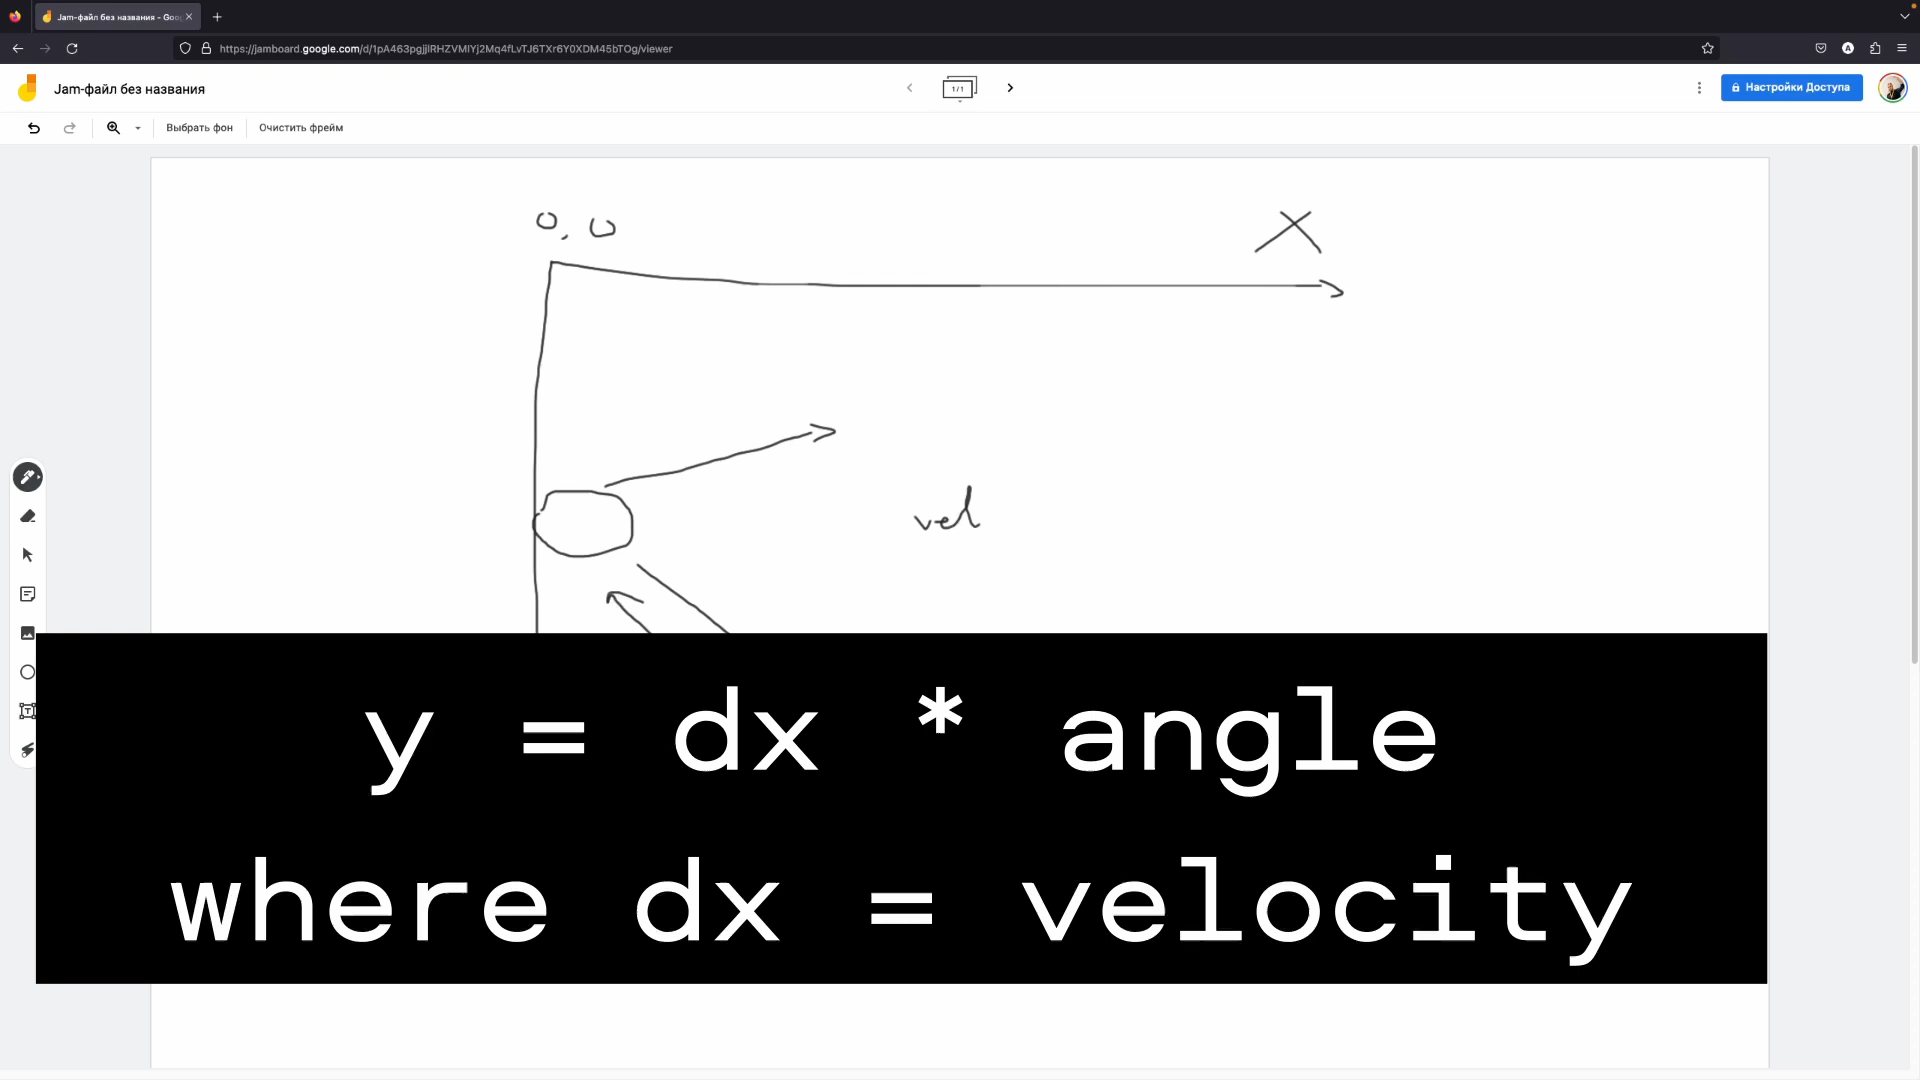 Jam-файл без названия - Goo
https://jamboard.google.com/d/1pA463pgjjlRHZVMlYj2Mq4fLvTJ6TXr6Y0XDM45bTOg/viewer
Jam-файл без названия
1/1
Настройки Доступа
Выбрать фон
Очистить фрейм
0, 0
X
vel
y = dx * angle
where dx = velocity